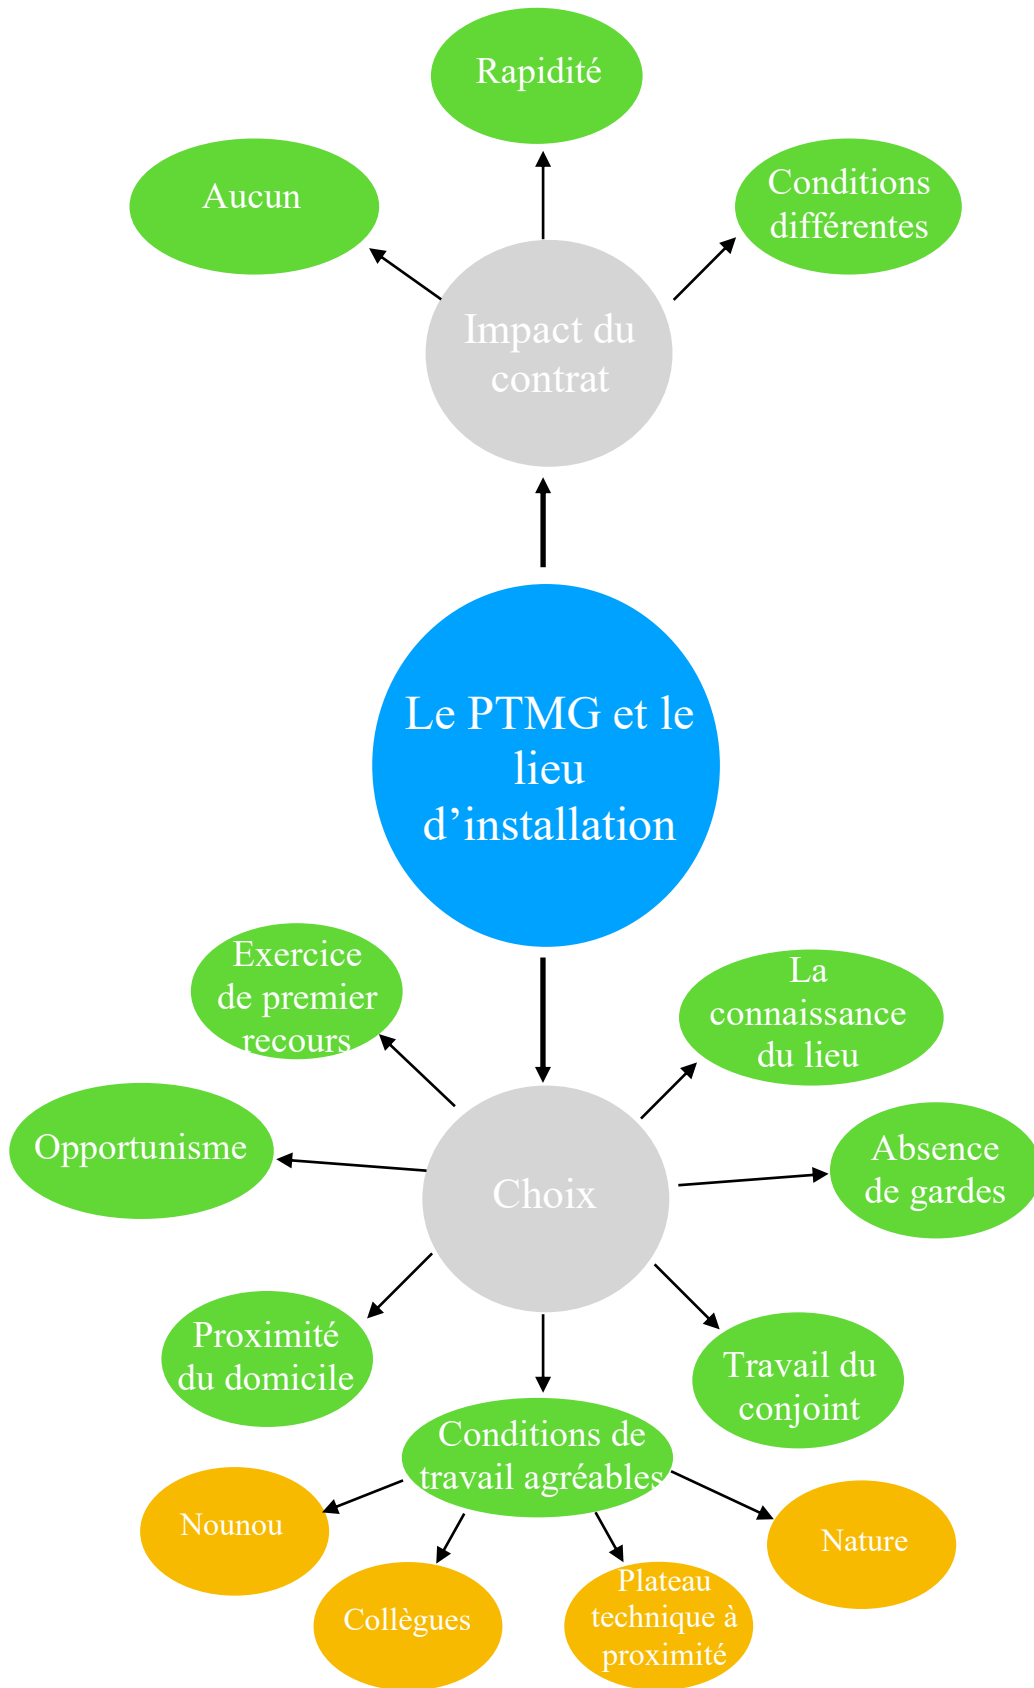 Rapidité
Aucun
Conditions
différentes
Impact du
contrat
Le PTMG et le
lieu
d’installation
Exercice
de premier
recours
La
connaissance
du lieu
Opportunisme
Absence
de gardes
Choix
Proximité
du domicile
Travail du
conjoint
Conditions de
travail agréables
Nounou
Nature
Collègues
Plateau
technique à
proximité